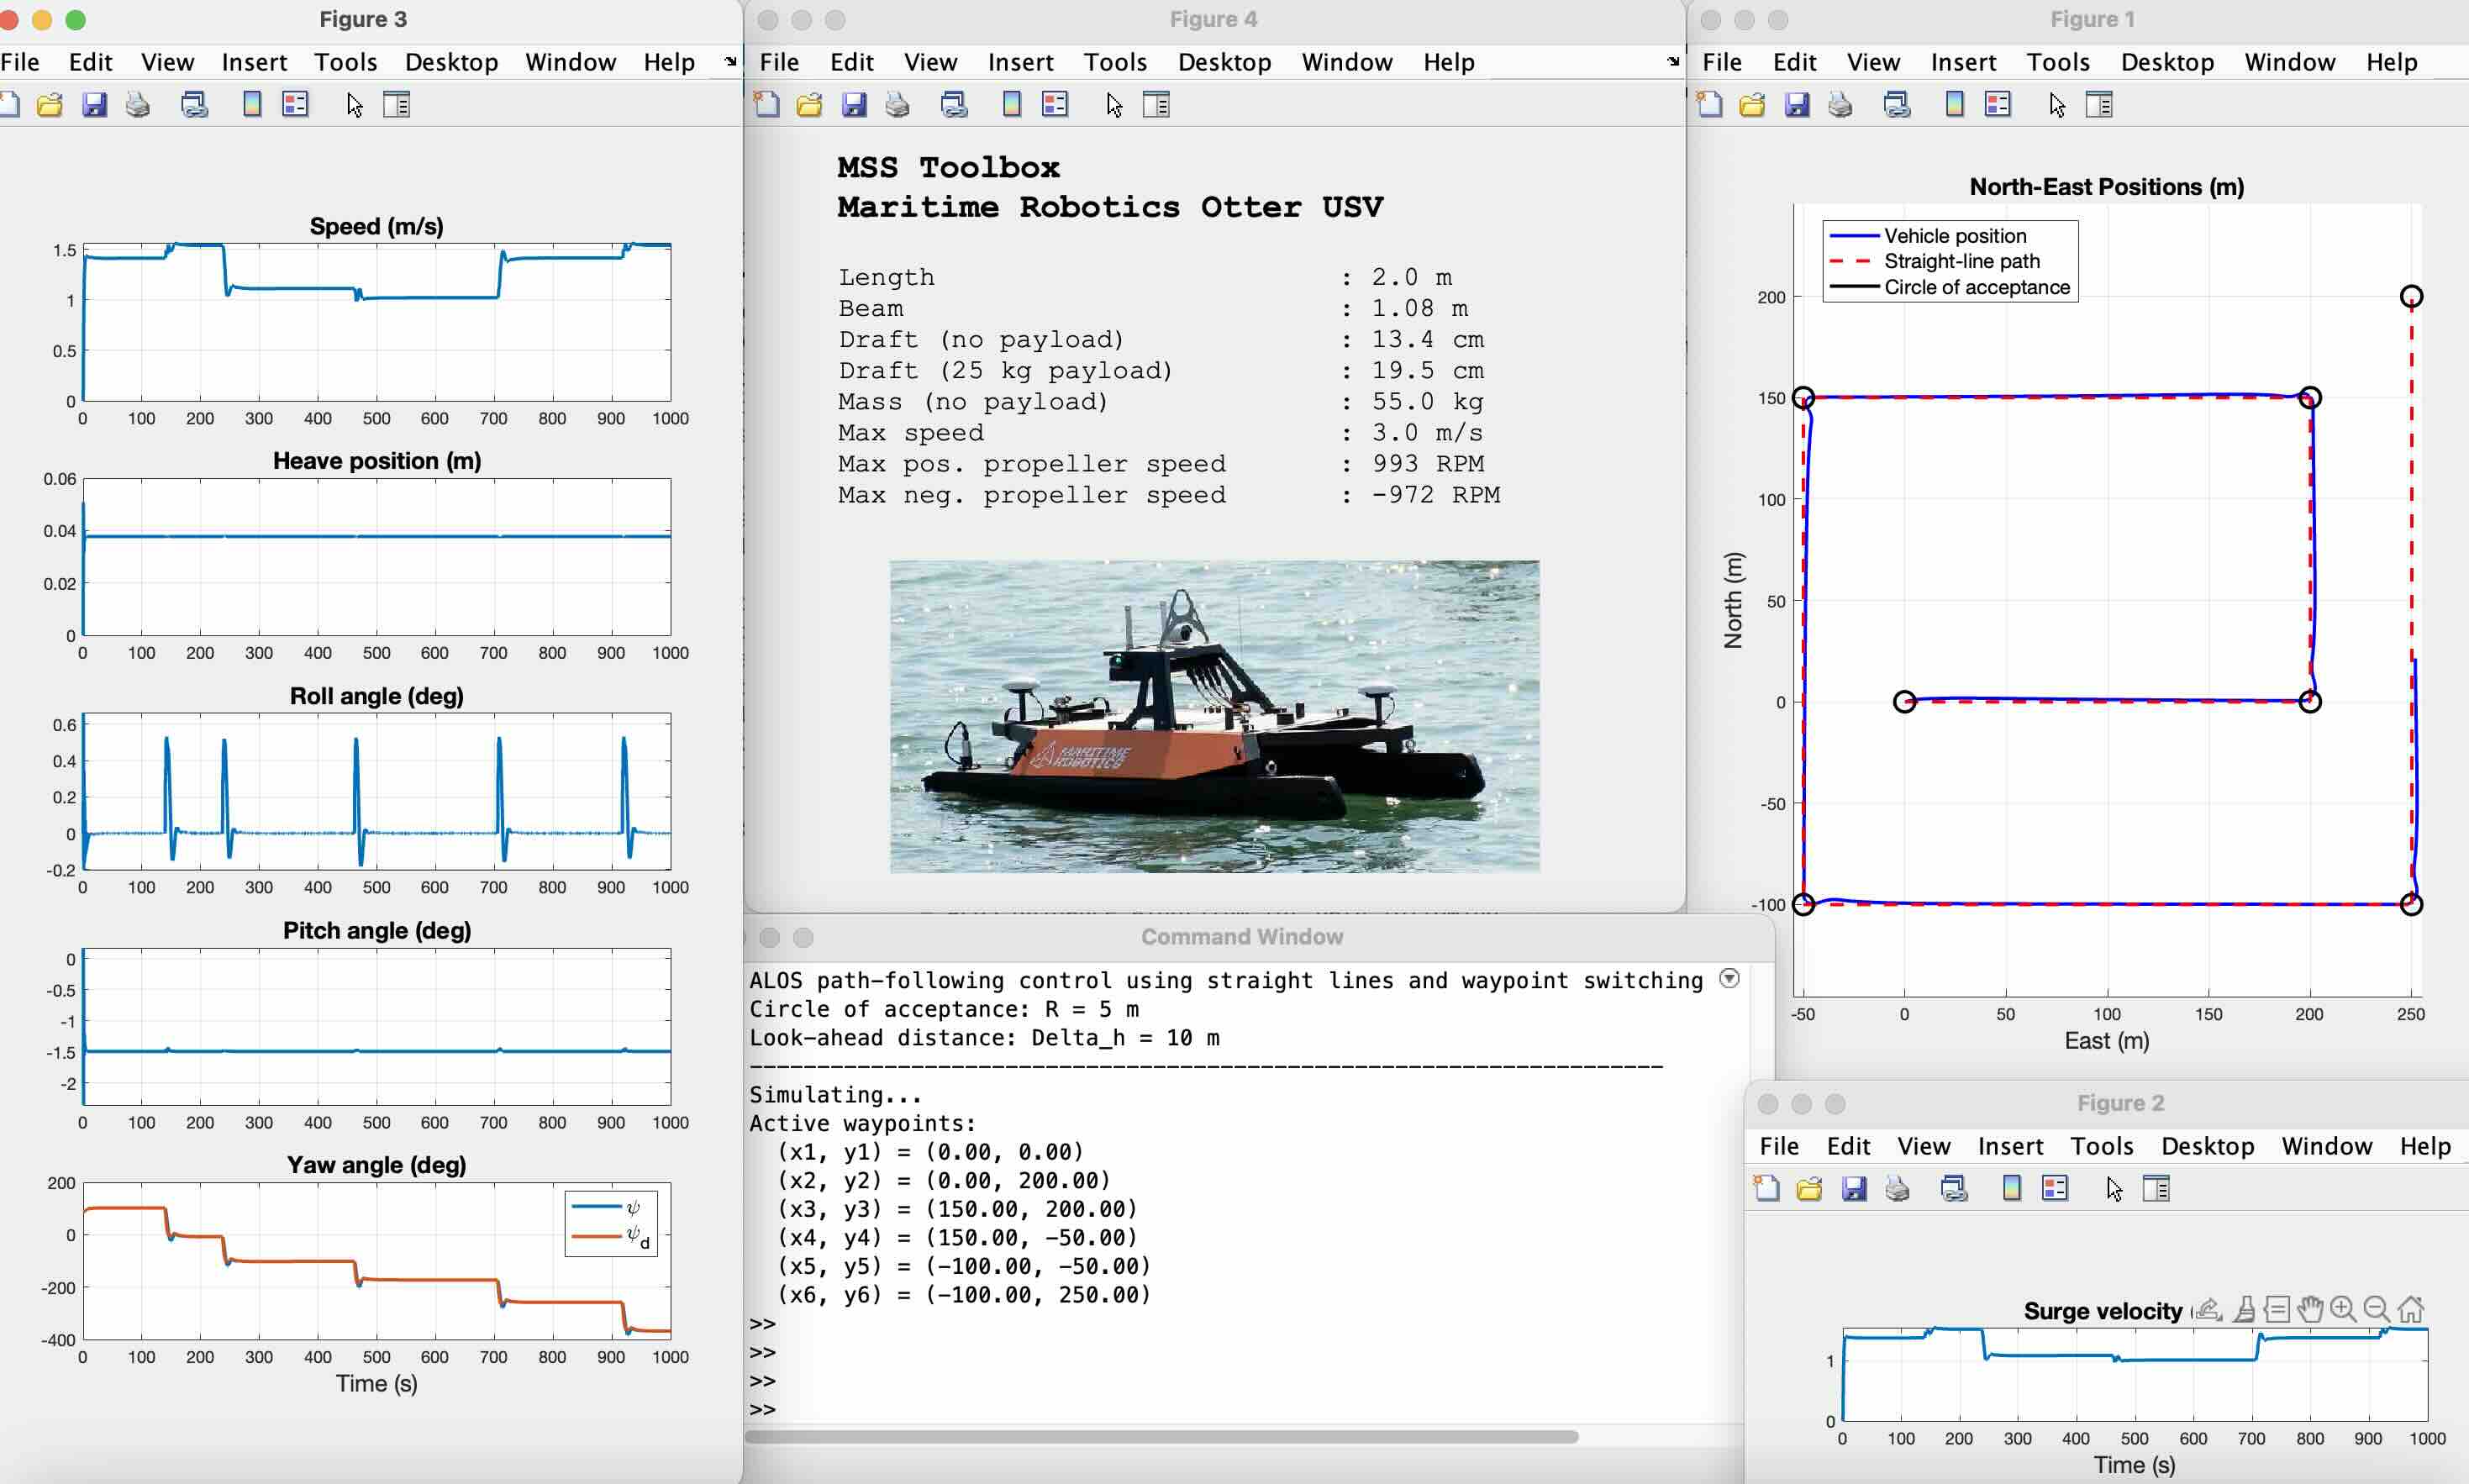 Figure 3
File Edit View Insert Tools Desktop Window Help
Speed (m/s)
1.5
1
0.5
0
0 100 200 300 400 500 600 700 800 900 1000
Heave position (m)
0.06
0.04
0.02
0
0 100 200 300 400 500 600 700 800 900 1000
Roll angle (deg)
0.6
0.4
0.2
0
-0.2
0 100 200 300 400 500 600 700 800 900 1000
Pitch angle (deg)
0
-0.5
-1
-1.5
-2
0 100 200 300 400 500 600 700 800 900 1000
Yaw angle (deg)
200
0
-200
-400
ψ
ψd
0 100 200 300 400 500 600 700 800 900 1000
Time (s)
Figure 4
File Edit View Insert Tools Desktop Window Help
MSS Toolbox
Maritime Robotics Otter USV
Length : 2.0 m
Beam : 1.08 m
Draft (no payload) : 13.4 cm
Draft (25 kg payload) : 19.5 cm
Mass (no payload) : 55.0 kg
Max speed : 3.0 m/s
Max pos. propeller speed : 993 RPM
Max neg. propeller speed : -972 RPM
MARITIME
ROBOTICS
Command Window
ALOS path-following control using straight lines and waypoint switching
Circle of acceptance: R = 5 m
Look-ahead distance: Delta_h = 10 m
--------------------------------------------------------------------
Simulating...
Active waypoints:
(x1, y1) = (0.00, 0.00)
(x2, y2) = (0.00, 200.00)
(x3, y3) = (150.00, 200.00)
(x4, y4) = (150.00, -50.00)
(x5, y5) = (-100.00, -50.00)
(x6, y6) = (-100.00, 250.00)
>>
>>
>>
>>
Figure 1
File Edit View Insert Tools Desktop Window Help
North-East Positions (m)
Vehicle position
Straight-line path
Circle of acceptance
200
150
100
50
0
-50
-100
North (m)
-50 0 50 100 150 200 250
East (m)
Figure 2
File Edit View Insert Tools Desktop Window Help
Surge velocity (
1
0
0 100 200 300 400 500 600 700 800 900 1000
Time (s)